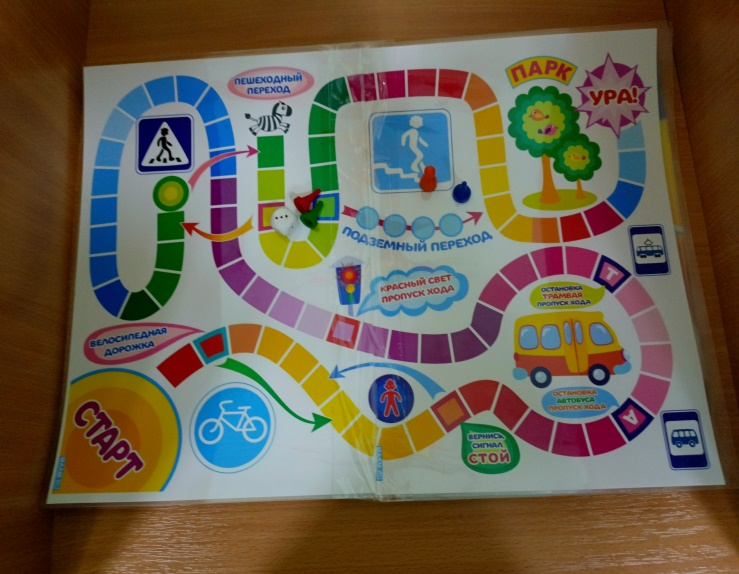 ПЕШЕХОДНЫЙ
ПЕРЕХОД
ПАРК
УРА!
ПОДЗЕМНЫЙ ПЕРЕХОД
КРАСНЫЙ СВЕТ
ПРОПУСК ХОДА
Т
ОСТАНОВКА
ТРАМВАЯ
ПРОПУСК ХОДА
ВЕЛОСИПЕДНАЯ
ДОРОЖКА
ОСТАНОВКА
АВТОБУСА
ПРОПУСК ХОДА
А
СТАРТ
ВЕРНИСЬ,
СИГНАЛ
СТОЙ